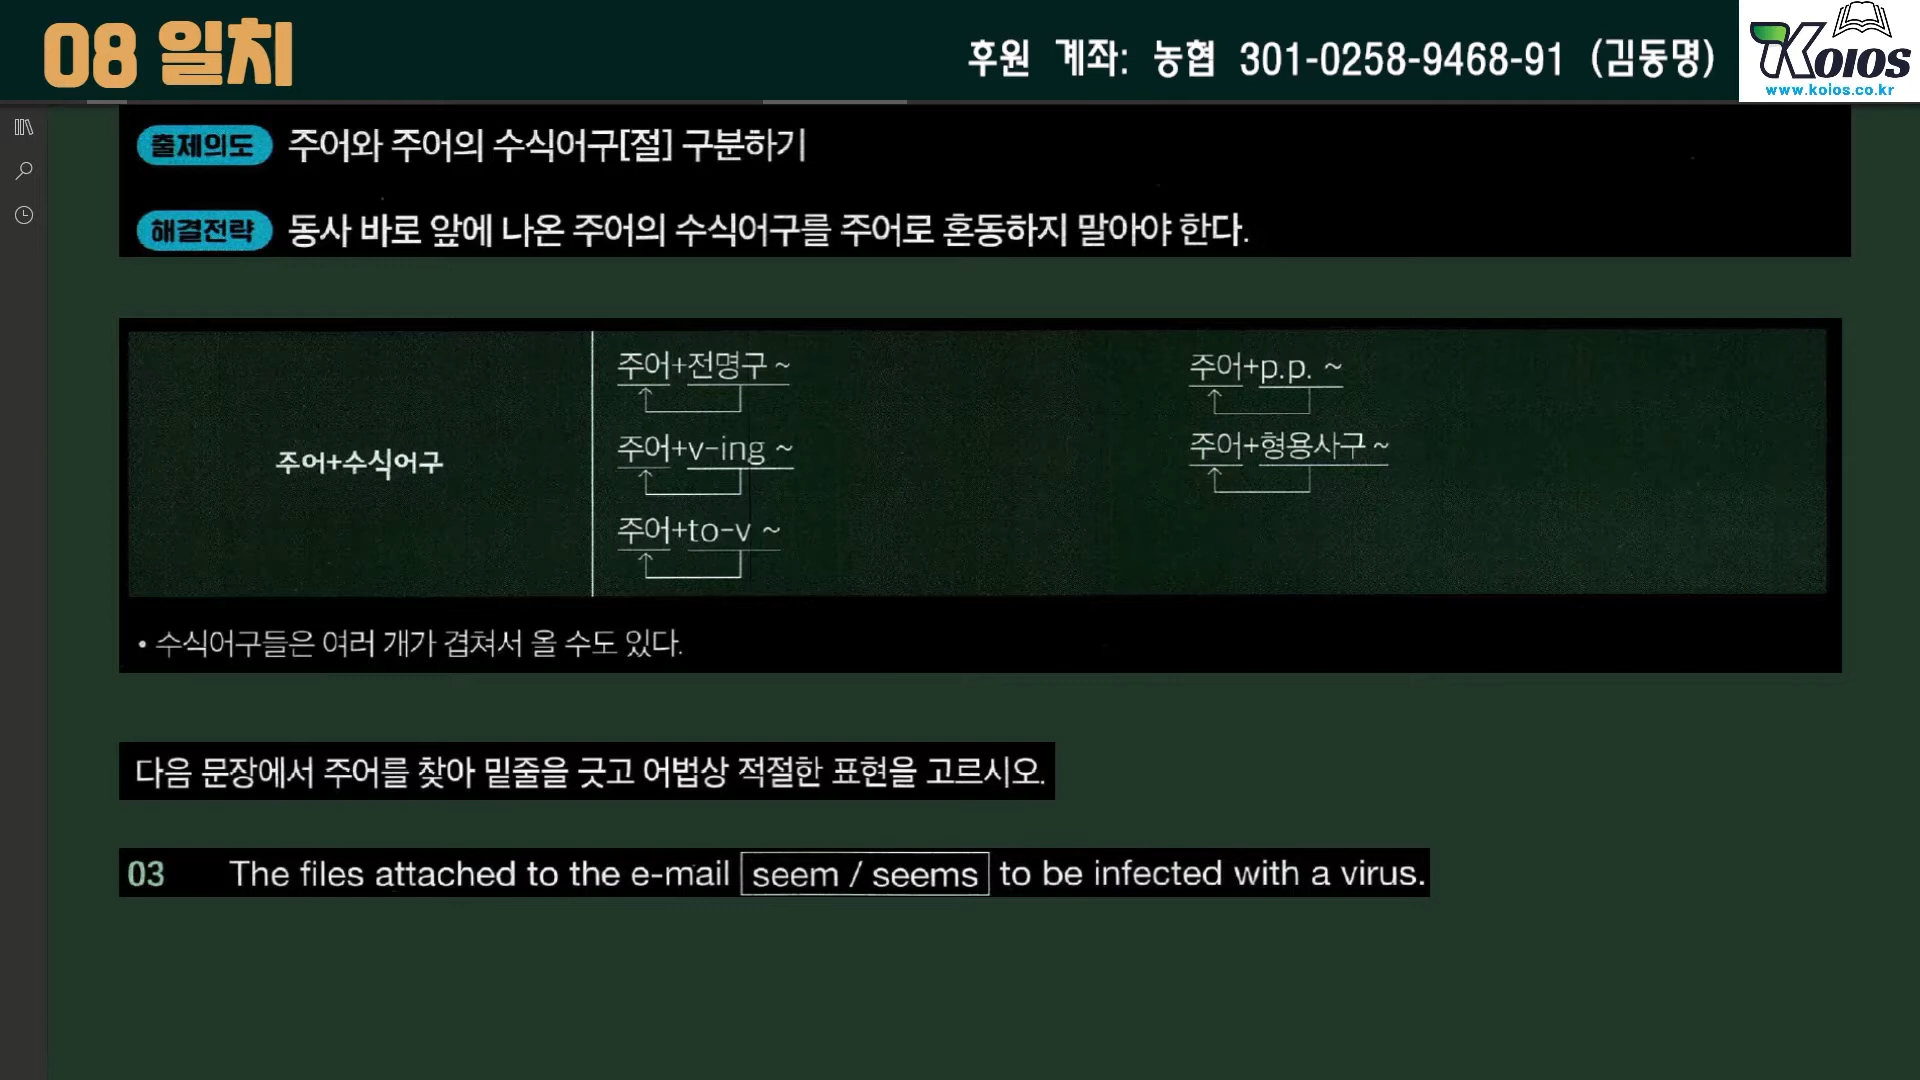 08 일치
후원 계좌: 농협 301-0258-9468-91 (김동명)
KOIOS
www.koios.co.kr
출제의도 주어와 주어의 수식어구[절] 구분하기
해결전략 동사 바로 앞에 나온 주어의 수식어구를 주어로 혼동하지 말아야 한다.
주어+수식어구
주어+전명구 ~
주어+v-ing ~
주어+to-v ~
주어+p.p. ~
주어+형용사구 ~
• 수식어구들은 여러 개가 겹쳐서 올 수도 있다.
다음 문장에서 주어를 찾아 밑줄을 긋고 어법상 적절한 표현을 고르시오.
03 The files attached to the e-mail seem / seems to be infected with a virus.